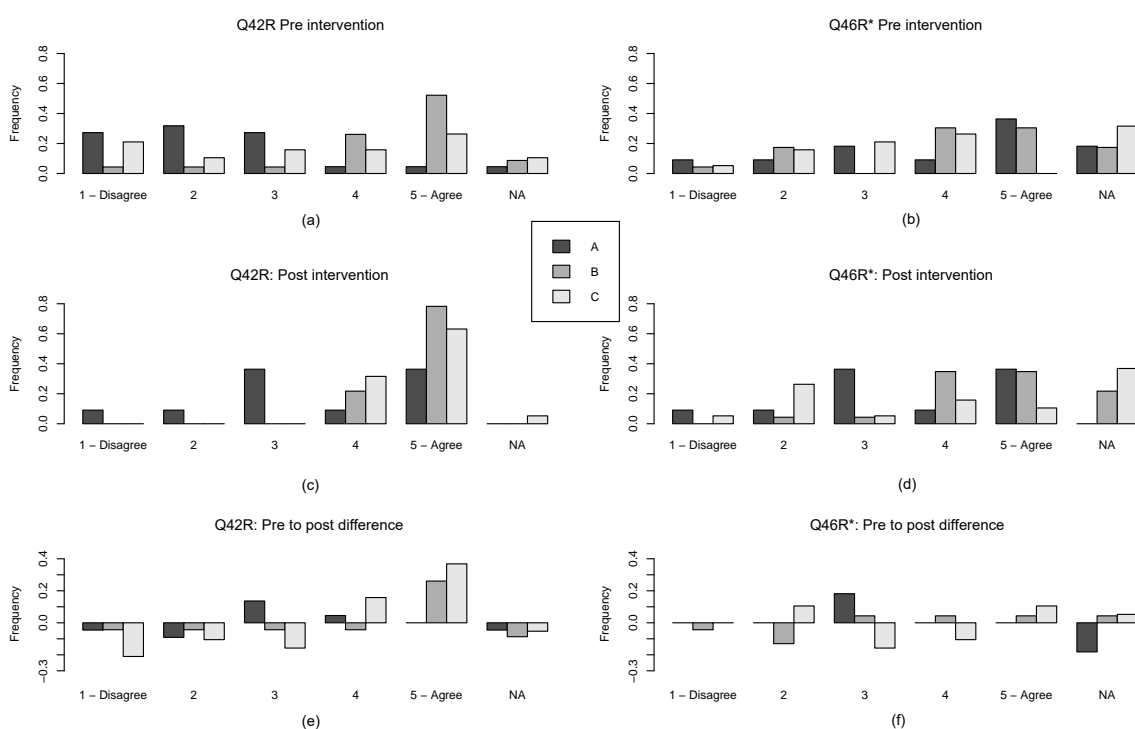 Q42R Pre intervention
Frequency
0.0 0.2 0.4 0.6 0.8
1 – Disagree 2 3 4 5 – Agree NA
(a)
Q46R* Pre intervention
Frequency
0.0 0.2 0.4 0.6 0.8
1 – Disagree 2 3 4 5 – Agree NA
(b)
A
B
C
Q42R: Post intervention
Frequency
0.0 0.2 0.4 0.6 0.8
1 – Disagree 2 3 4 5 – Agree NA
(c)
Q46R*: Post intervention
Frequency
0.0 0.2 0.4 0.6 0.8
1 – Disagree 2 3 4 5 – Agree NA
(d)
Q42R: Pre to post difference
Frequency
−0.3 0.0 0.2 0.4
1 – Disagree 2 3 4 5 – Agree NA
(e)
Q46R*: Pre to post difference
Frequency
−0.3 0.0 0.2 0.4
1 – Disagree 2 3 4 5 – Agree NA
(f)